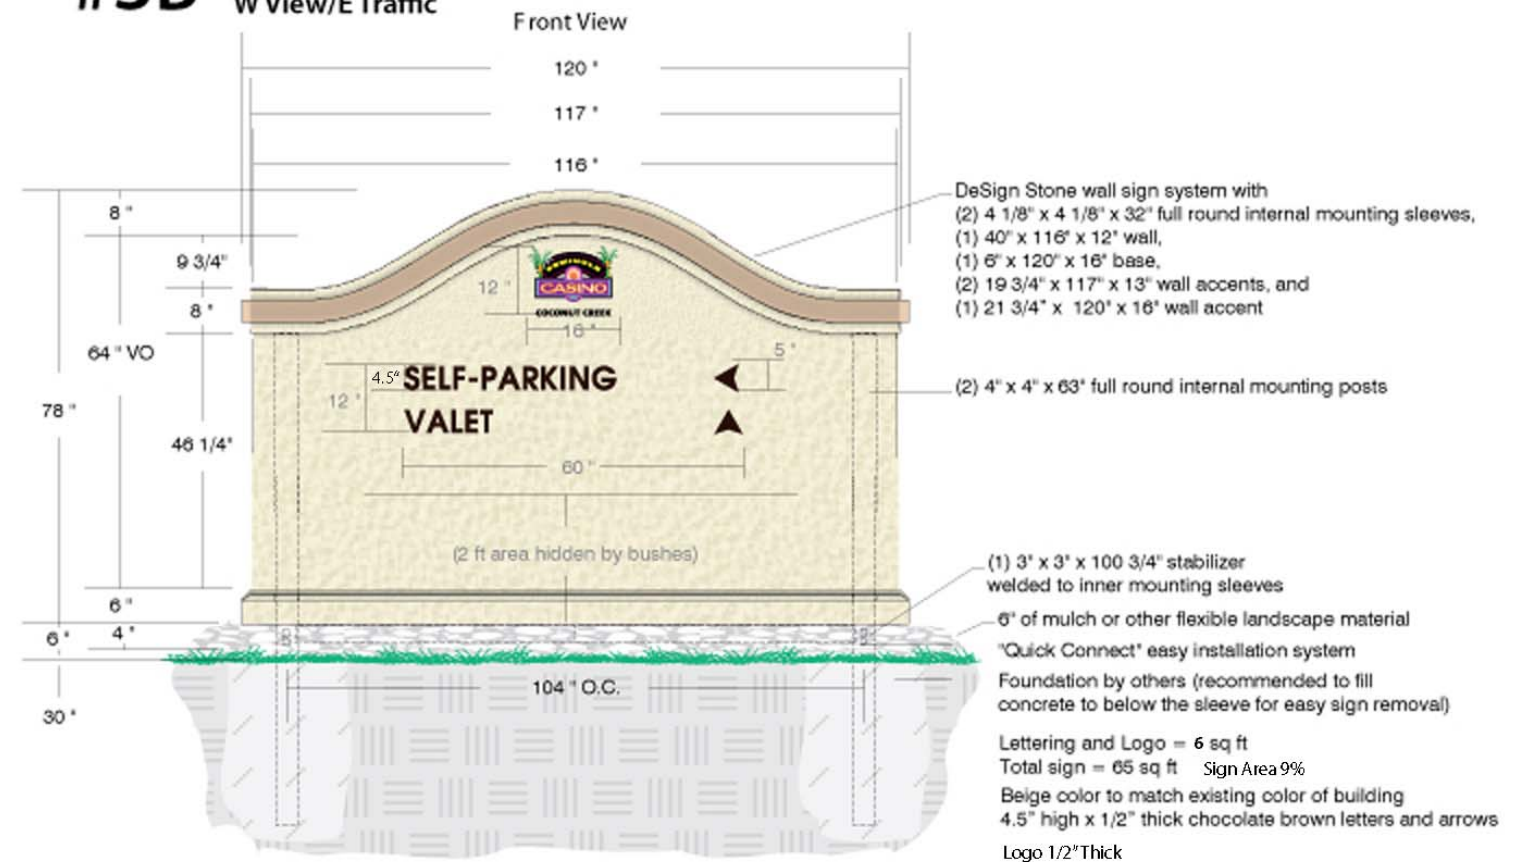 #3B W View/E Traffic
Front View
120 "
117 "
116 "
8 "
9 3/4"
8 "
64 " VO
78 "
46 1/4"
6 "
6 "
4 "
30 "
12 "
SEMINOLE
CASINO
COCONUT CREEK
16 "
5 "
4.5“ SELF-PARKING
12 "
VALET
60 "
(2 ft area hidden by bushes)
104 " O.C.
DeSign Stone wall sign system with
(2) 4 1/8" x 4 1/8" x 32" full round internal mounting sleeves,
(1) 40" x 116" x 12" wall,
(1) 6" x 120" x 16" base,
(2) 19 3/4" x 117" x 13" wall accents, and
(1) 21 3/4" x 120" x 16" wall accent
(2) 4" x 4" x 63" full round internal mounting posts
(1) 3" x 3" x 100 3/4" stabilizer
welded to inner mounting sleeves
6" of mulch or other flexible landscape material
"Quick Connect" easy installation system
Foundation by others (recommended to fill
concrete to below the sleeve for easy sign removal)
Lettering and Logo = 6 sq ft
Total sign = 65 sq ft Sign Area 9%
Beige color to match existing color of building
4.5” high x 1/2” thick chocolate brown letters and arrows
Logo 1/2”Thick